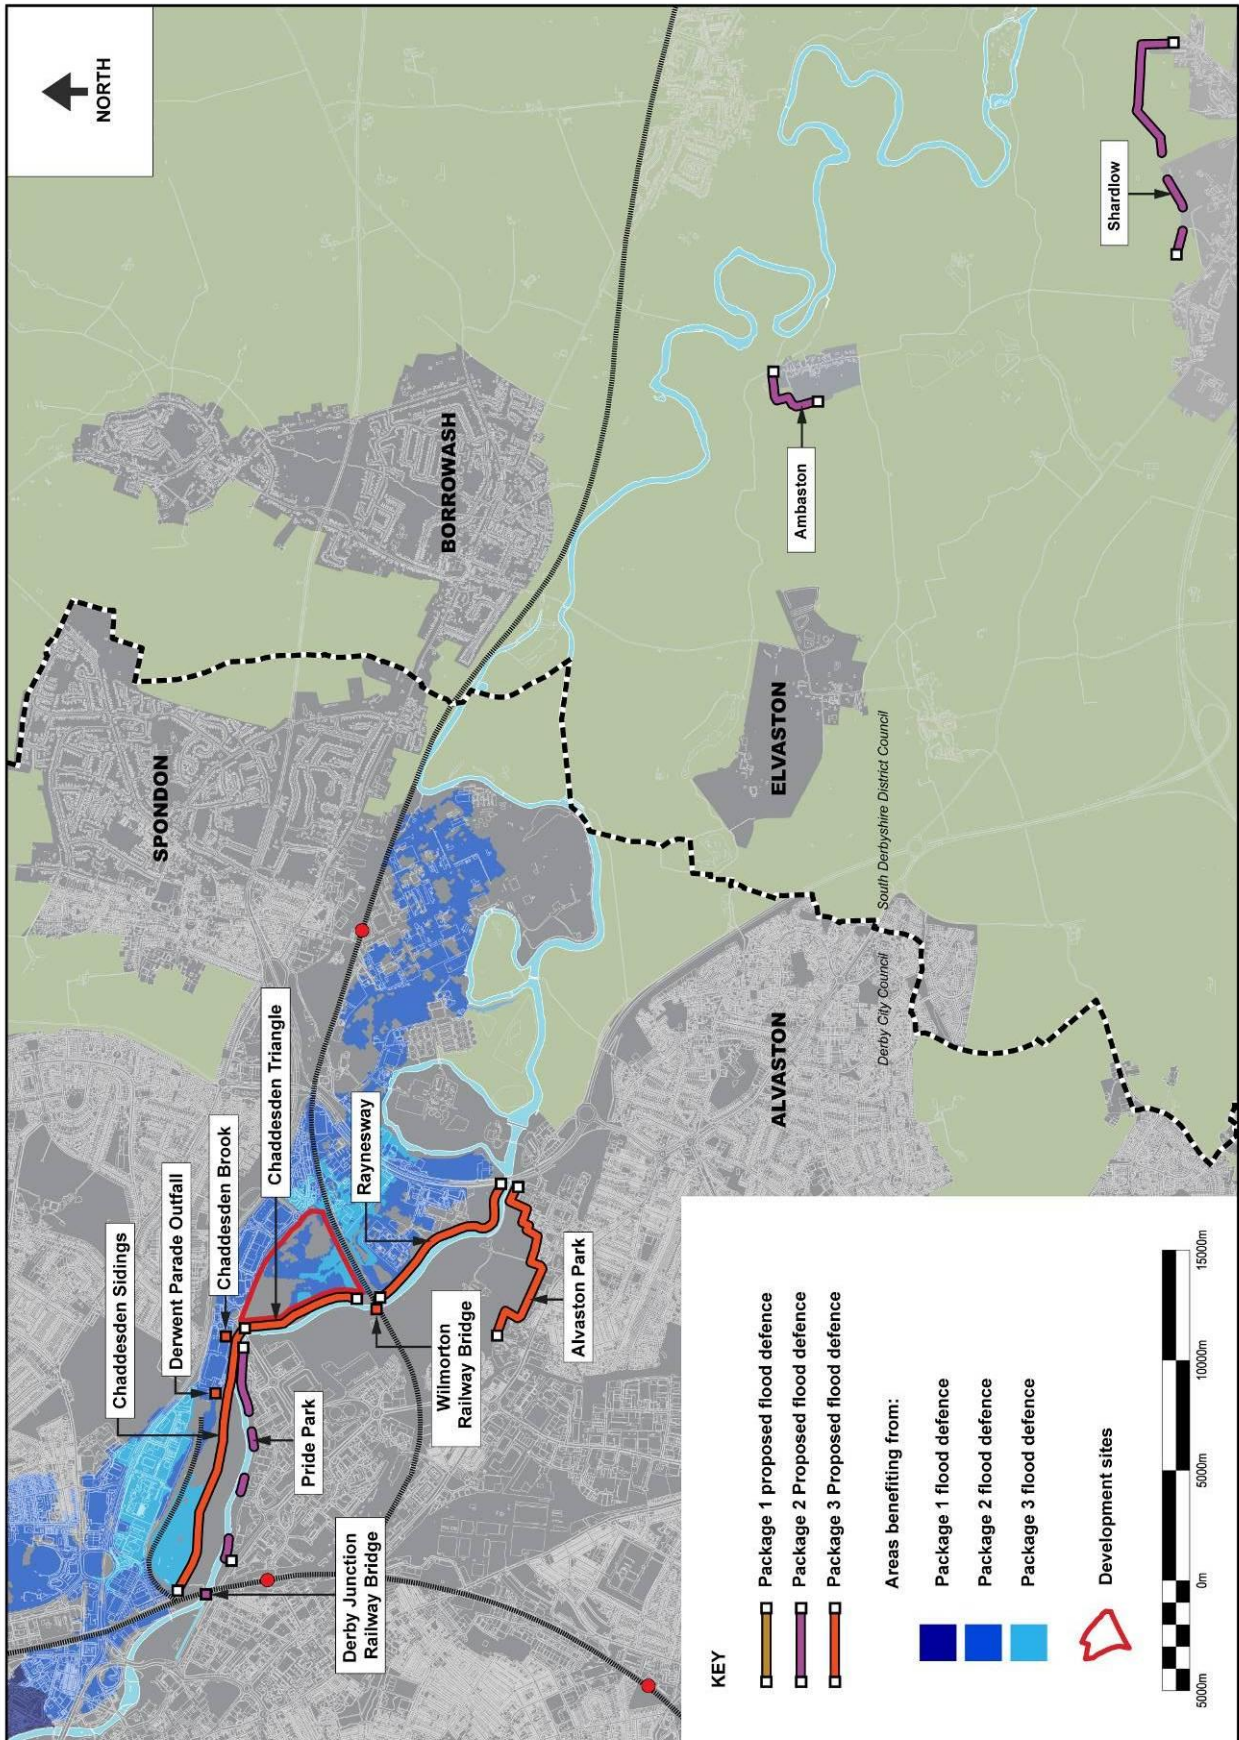 NORTH
SPONDON
BORROWASH
Chaddesden Sidings
Derwent Parade Outfall
Chaddesden Brook
Chaddesden Triangle
Raynesway
Pride Park
Derby Junction
Railway Bridge
Wilmorton
Railway Bridge
Alvaston Park
ALVASTON
ELVASTON
Derby City Council
South Derbyshire District Council
Ambaston
Shardlow
KEY
Package 1 proposed flood defence
Package 2 Proposed flood defence
Package 3 Proposed flood defence
Areas benefiting from:
Package 1 flood defence
Package 2 flood defence
Package 3 flood defence
Development sites
5000m
0m
5000m
10000m
15000m